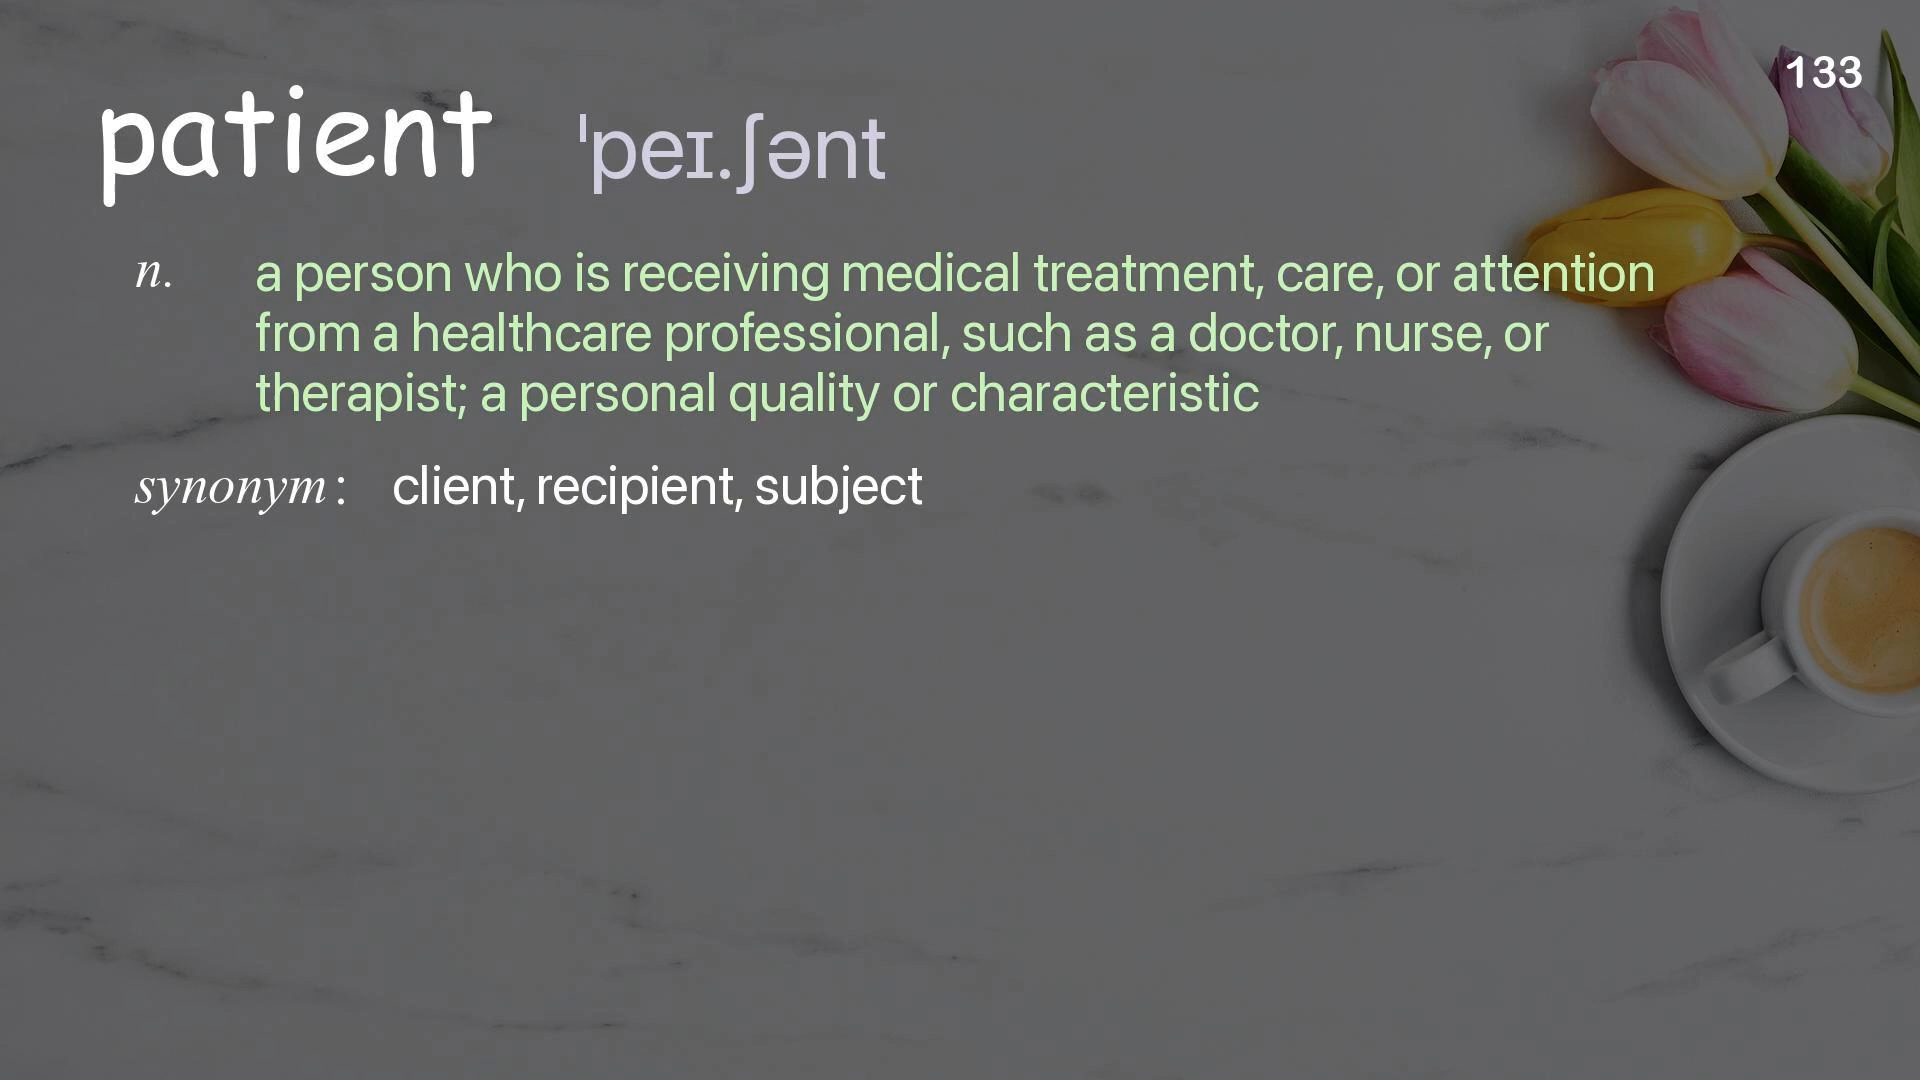 133
patient ˈpeɪ.ʃənt
n. a person who is receiving medical treatment, care, or attention
from a healthcare professional, such as a doctor, nurse, or
therapist; a personal quality or characteristic
synonym: client, recipient, subject